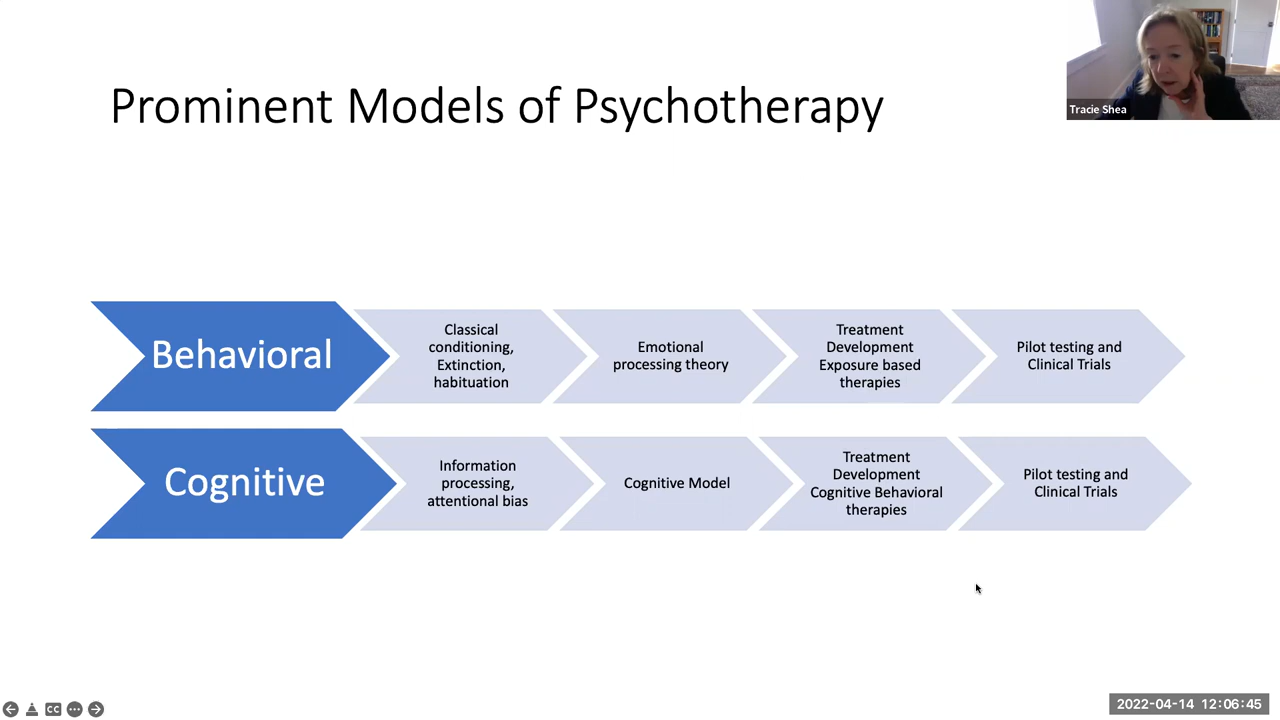 Prominent Models of Psychotherapy
Tracie Shea
Behavioral
Classical
conditioning,
Extinction,
habituation
Emotional
processing theory
Treatment
Development
Exposure based
therapies
Pilot testing and
Clinical Trials
Cognitive
Information
processing,
attentional bias
Cognitive Model
Treatment
Development
Cognitive Behavioral
therapies
Pilot testing and
Clinical Trials
CC
2022-04-14 12:06:45